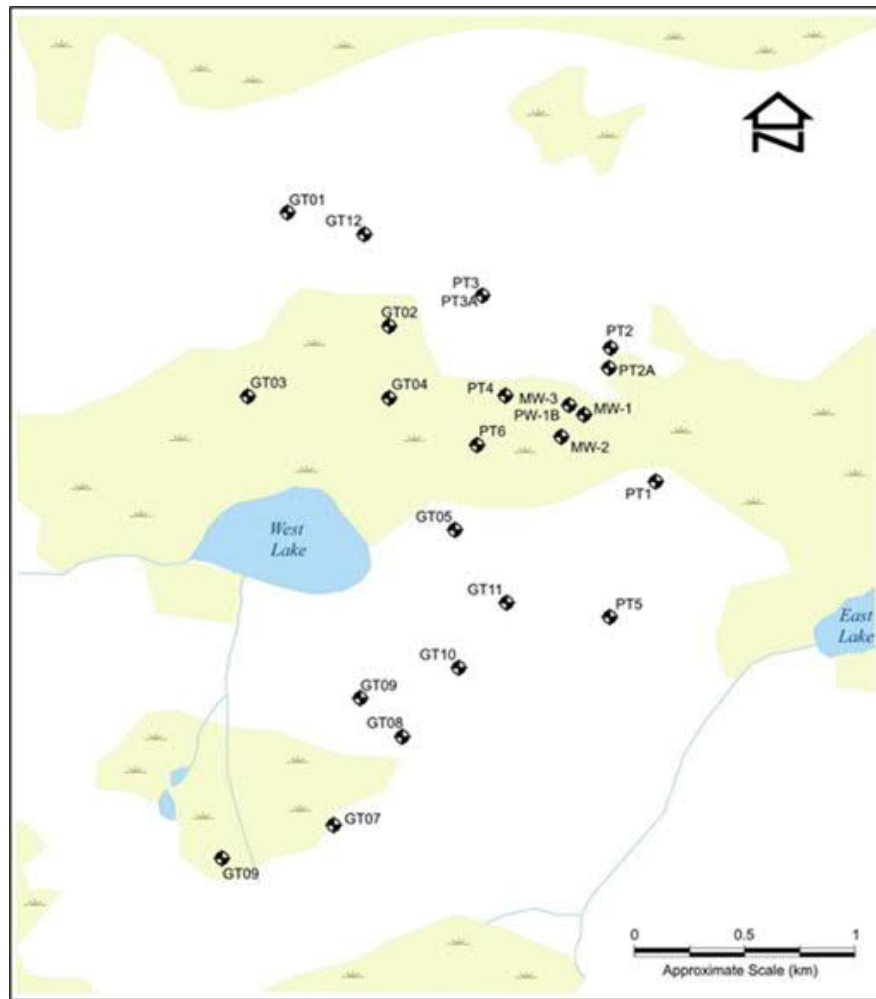 GT01
GT12
PT3
PT3A
GT02
PT2
PT2A
GT03
GT04
PT4
MW-3
MW-1
PW-1B
MW-2
PT6
PT1
GT05
West
Lake
GT11
PT5
East
Lake
GT10
GT09
GT08
GT07
GT09
N
0 0.5 1
Approximate Scale (km)